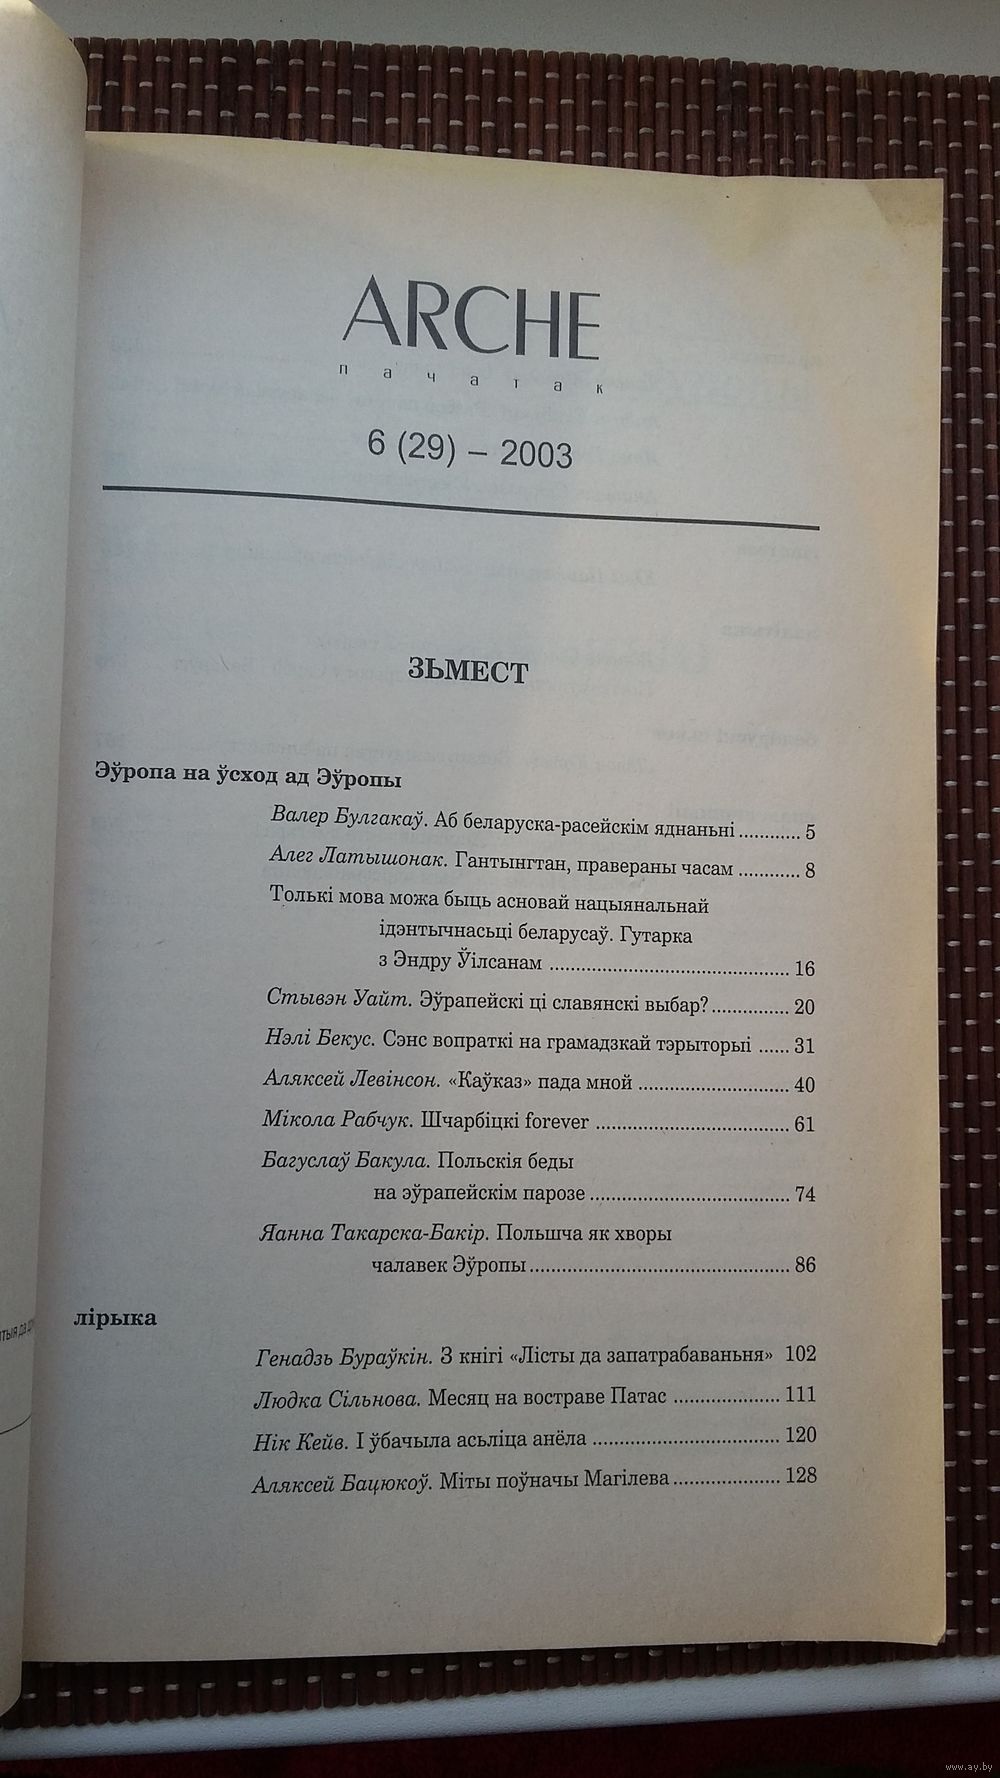 ARCHE
пачатак
6 (29) – 2003
ЗЬМЕСТ
Эўропа на ўсход ад Эўропы
Валер Булгакаў. Аб беларуска-расейскім яднаньні ............ 5
Алег Латышонак. Гантынгтан, правераны часам ............ 8
Толькі мова можа быць асновай нацыянальнай
ідэнтычнасьці беларусаў. Гутарка
з Эндру Ўілсанам ............................................ 16
Стывэн Уайт. Эўрапейскі ці славянскі выбар? ............... 20
Нэлі Бекус. Сэнс вопраткі на грамадзкай тэрыторыі ...... 31
Аляксей Левінсон. «Каўказ» пада мной ............................ 40
Мікола Рабчук. Шчарбіцкі forever .................................... 61
Багуслаў Бакула. Польскія беды
на эўрапейскім парозе ..................................... 74
Яанна Такарска-Бакір. Польшча як хворы
чалавек Эўропы ................................................ 86
лірыка
Генадзь Бураўкін. З кнігі «Лісты да запатрабаваньня» 102
Людка Сільнова. Месяц на востраве Патас .................... 111
Нік Кейв. І ўбачыла асьліца анёла .................................. 120
Аляксей Бацюкоў. Міты поўначы Магілева .................... 128
www.ay.by